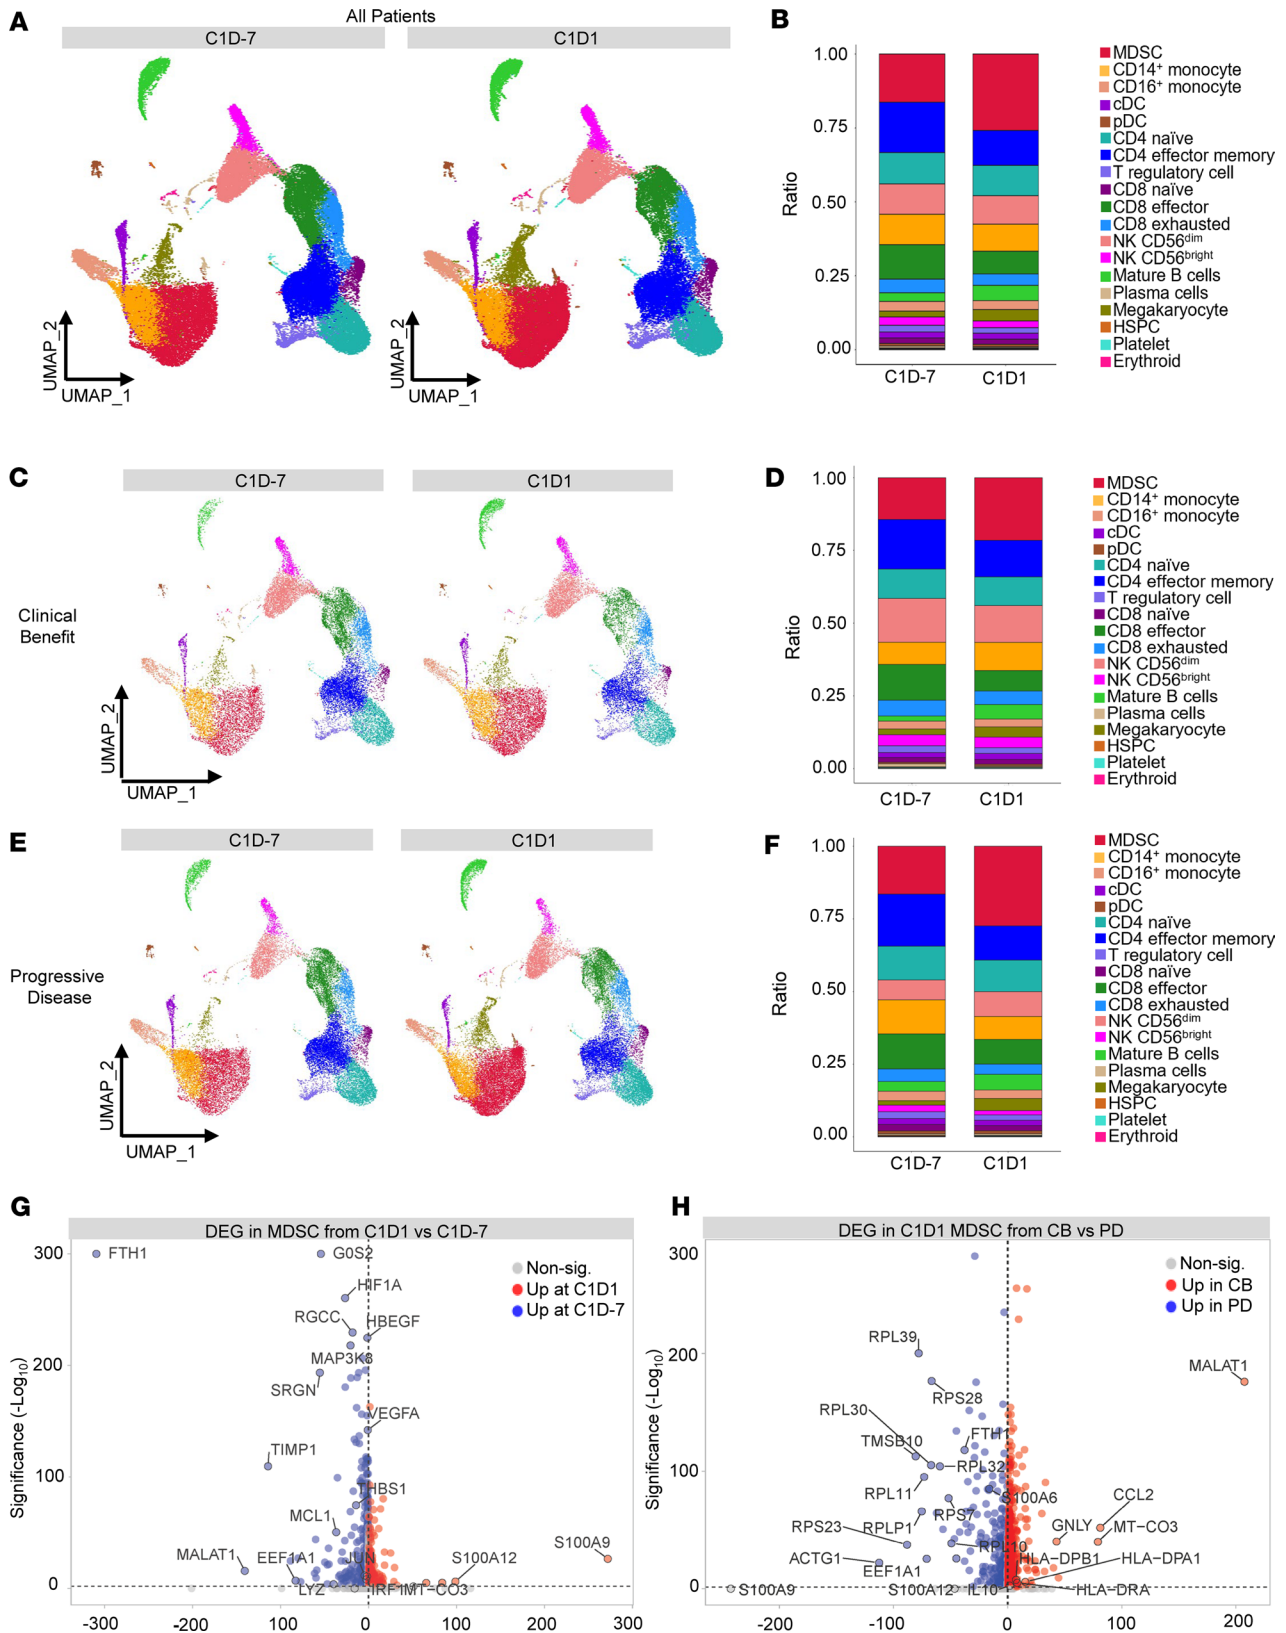 A
All Patients
C1D-7
C1D1
UMAP_2
UMAP_1
UMAP_2
UMAP_1
B
Ratio
1.00
0.75
0.50
0.25
0.00
C1D-7
C1D1
MDSC
CD14⁺ monocyte
CD16⁺ monocyte
cDC
pDC
CD4 naïve
CD4 effector memory
T regulatory cell
CD8 naïve
CD8 effector
CD8 exhausted
NK CD56ᵈⁱᵐ
NK CD56ᵇʳⁱᵍʰᵗ
Mature B cells
Plasma cells
Megakaryocyte
HSPC
Platelet
Erythroid
C
C1D-7
C1D1
Clinical
Benefit
UMAP_2
UMAP_1
D
Ratio
1.00
0.75
0.50
0.25
0.00
C1D-7
C1D1
MDSC
CD14⁺ monocyte
CD16⁺ monocyte
cDC
pDC
CD4 naïve
CD4 effector memory
T regulatory cell
CD8 naïve
CD8 effector
CD8 exhausted
NK CD56ᵈⁱᵐ
NK CD56ᵇʳⁱᵍʰᵗ
Mature B cells
Plasma cells
Megakaryocyte
HSPC
Platelet
Erythroid
E
C1D-7
C1D1
Progressive
Disease
UMAP_2
UMAP_1
F
Ratio
1.00
0.75
0.50
0.25
0.00
C1D-7
C1D1
MDSC
CD14⁺ monocyte
CD16⁺ monocyte
cDC
pDC
CD4 naïve
CD4 effector memory
T regulatory cell
CD8 naïve
CD8 effector
CD8 exhausted
NK CD56ᵈⁱᵐ
NK CD56ᵇʳⁱᵍʰᵗ
Mature B cells
Plasma cells
Megakaryocyte
HSPC
Platelet
Erythroid
G
DEG in MDSC from C1D1 vs C1D-7
Significance (-Log₁₀)
300
200
100
0
-300
-200
-100
0
100
200
300
Non-sig.
Up at C1D1
Up at C1D-7
FTH1
G0S2
HIF1A
RGCC
HBEGF
MAP3K8
SRGN
VEGFA
TIMP1
THBS1
MCL1
MALAT1
EEF1A1
JUN
S100A12
S100A9
LYZ
IRF1
MT−CO3
H
DEG in C1D1 MDSC from CB vs PD
Significance (-Log₁₀)
300
200
100
0
-200
-100
0
100
200
Non-sig.
Up in CB
Up in PD
RPL39
MALAT1
RPS28
RPL30
FTH1
TMSB10
RPL32
RPL11
S100A6
CCL2
RPS7
RPS23
RPLP1
GNLY
MT−CO3
RPL10
ACTG1
HLA−DPB1
HLA−DPA1
EEF1A1
S100A9
S100A12
IL10
HLA−DRA